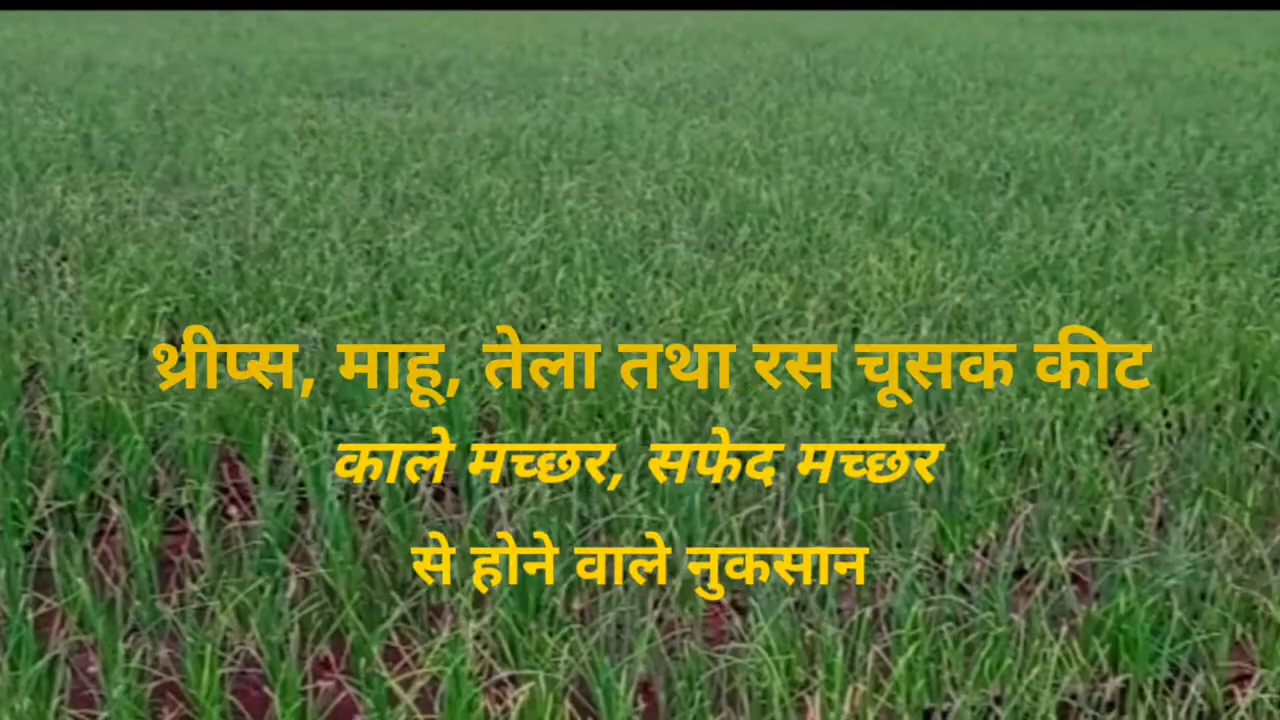 थ्रीप्स, माहू, तेला तथा रस चूसक कीट
काले मच्छर, सफेद मच्छर
से होने वाले नुकसान